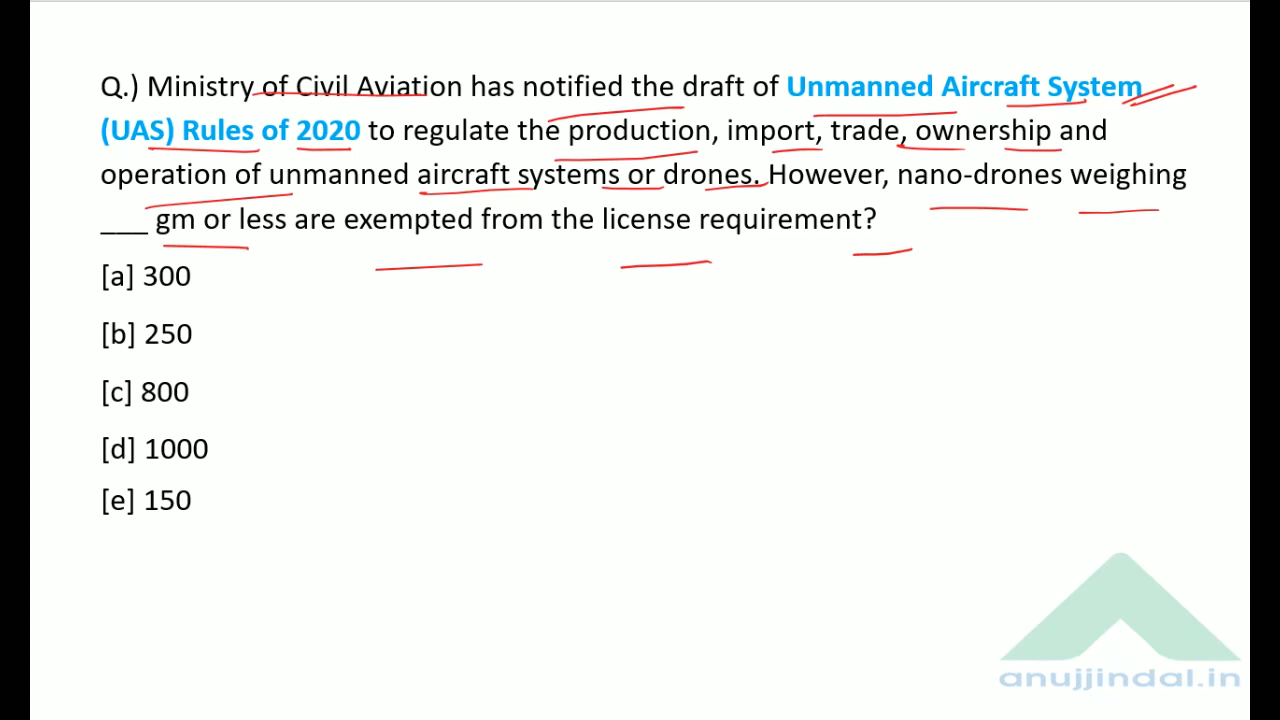 Q.) Ministry of Civil Aviation has notified the draft of Unmanned Aircraft System
(UAS) Rules of 2020 to regulate the production, import, trade, ownership and
operation of unmanned aircraft systems or drones. However, nano-drones weighing
___ gm or less are exempted from the license requirement?
[a] 300
[b] 250
[c] 800
[d] 1000
[e] 150
anujjindal.in